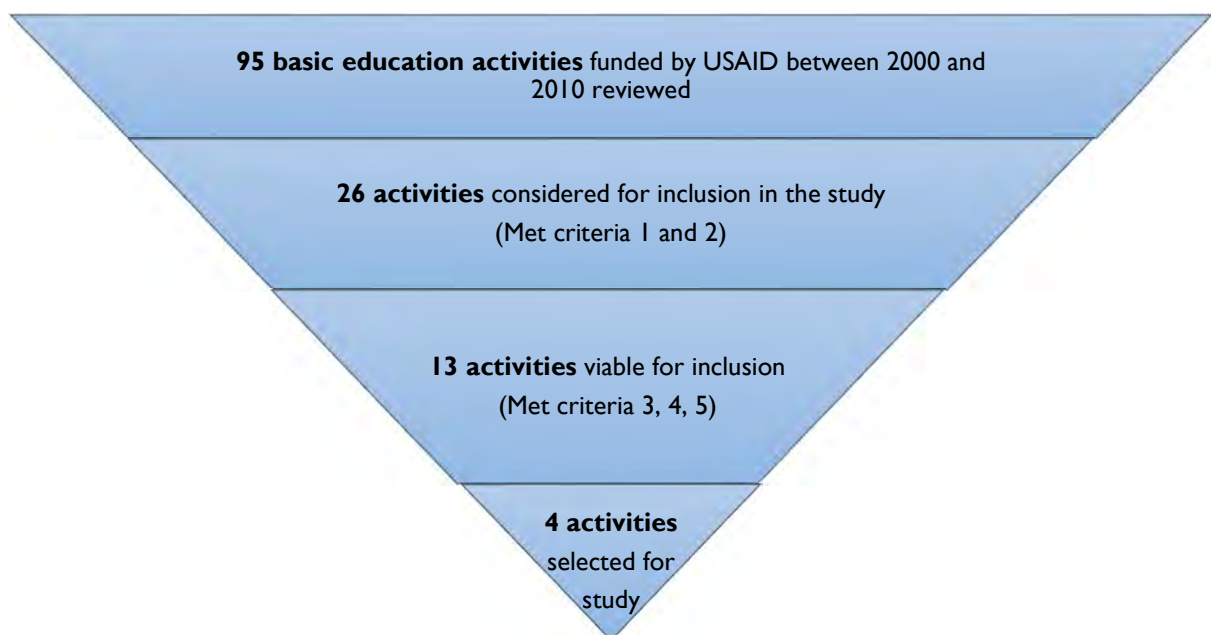 95 basic education activities funded by USAID between 2000 and
2010 reviewed
26 activities considered for inclusion in the study
(Met criteria 1 and 2)
13 activities viable for inclusion
(Met criteria 3, 4, 5)
4 activities
selected for
study